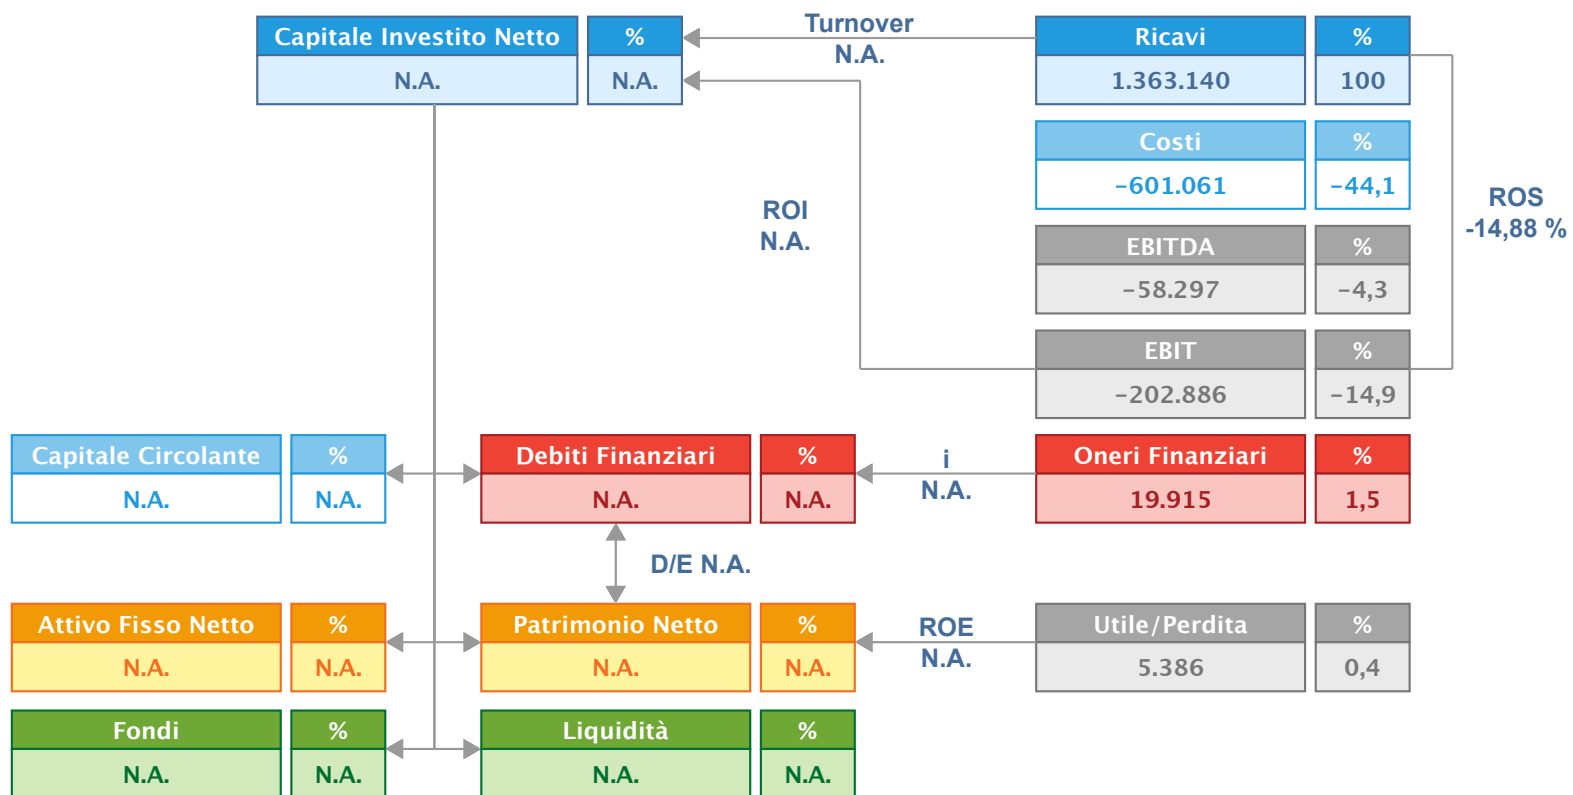 Capitale Investito Netto % Turnover Ricavi %
N.A. N.A. N.A. 1.363.140 100
Costi %
−601.061 −44,1
ROI ROS
N.A. -14,88 %
EBITDA %
−58.297 −4,3
EBIT %
−202.886 −14,9
Capitale Circolante % Debiti Finanziari % i Oneri Finanziari %
N.A. N.A. N.A. N.A. N.A. 19.915 1,5
D/E N.A.
Attivo Fisso Netto % Patrimonio Netto % ROE Utile/Perdita %
N.A. N.A. N.A. N.A. N.A. 5.386 0,4
Fondi % Liquidità %
N.A. N.A. N.A. N.A.